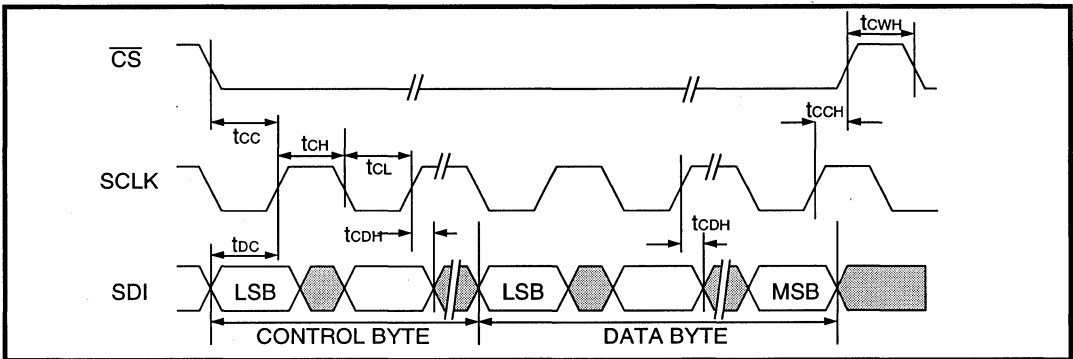 tCWH
CS
tCCH
tCC
tCH
tCL
SCLK
tCDH
tCDH
tDC
SDI
LSB
LSB
MSB
CONTROL BYTE
DATA BYTE